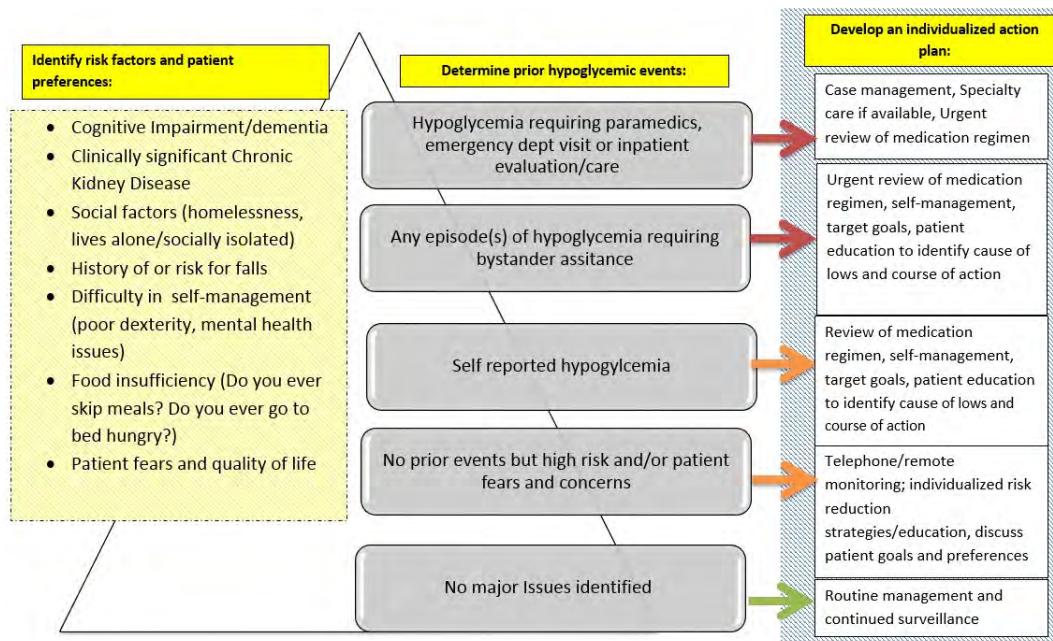 Identify risk factors and patient
preferences:
• Cognitive Impairment/dementia
• Clinically significant Chronic
Kidney Disease
• Social factors (homelessness,
lives alone/socially isolated)
• History of or risk for falls
• Difficulty in self-management
(poor dexterity, mental health
issues)
• Food insufficiency (Do you ever
skip meals? Do you ever go to
bed hungry?)
• Patient fears and quality of life
Determine prior hypoglycemic events:
Hypoglycemia requiring paramedics,
emergency dept visit or inpatient
evaluation/care
Any episode(s) of hypoglycemia requiring
bystander assitance
Self reported hypogylcemia
No prior events but high risk and/or patient
fears and concerns
No major Issues identified
Develop an individualized action
plan:
Case management, Specialty
care if available, Urgent
review of medication regimen
Urgent review of medication
regimen, self-management,
target goals, patient
education to identify cause of
lows and course of action
Review of medication
regimen, self-management,
target goals, patient education
to identify cause of lows and
course of action
Telephone/remote
monitoring; individualized risk
reduction
strategies/education, discuss
patient goals and preferences
Routine management and
continued surveillance